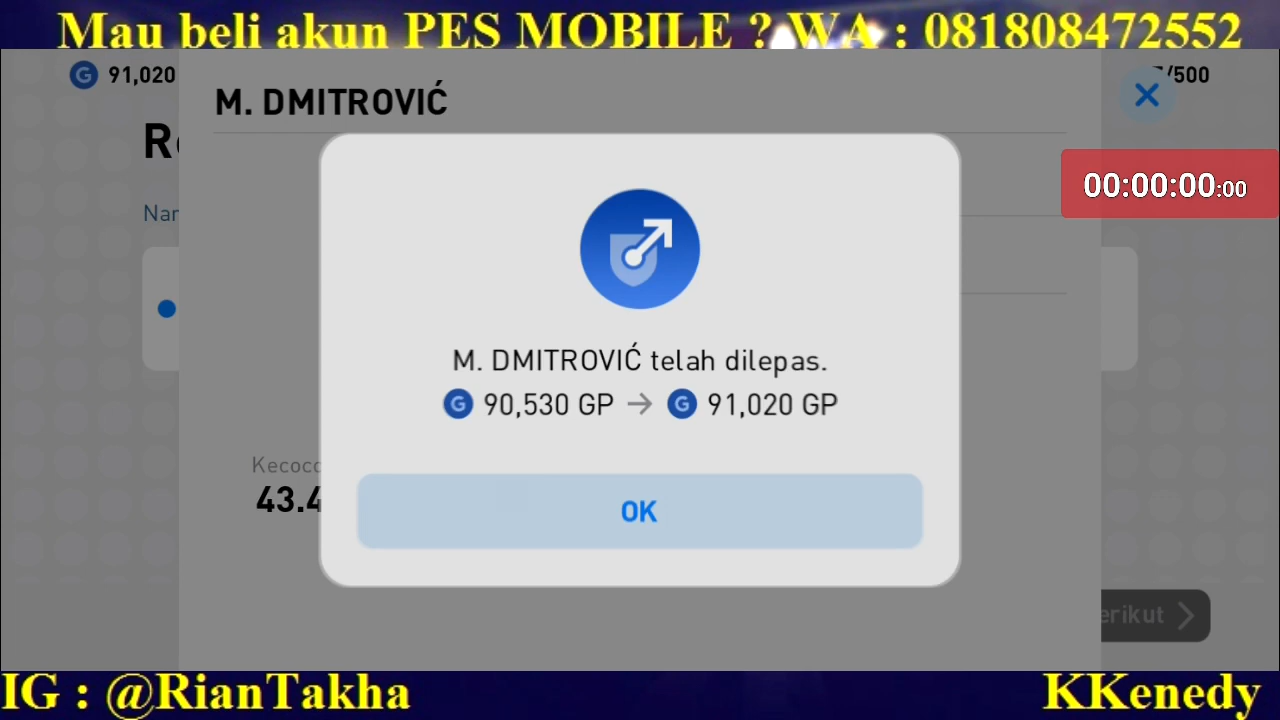 Mau beli akun PES MOBILE ? WA : 081808472552
G 91,020
/500
M. DMITROVIĆ
00:00:00:00
M. DMITROVIĆ telah dilepas.
G 90,530 GP → G 91,020 GP
43.4
OK
IG : @RianTakha
KKenedy